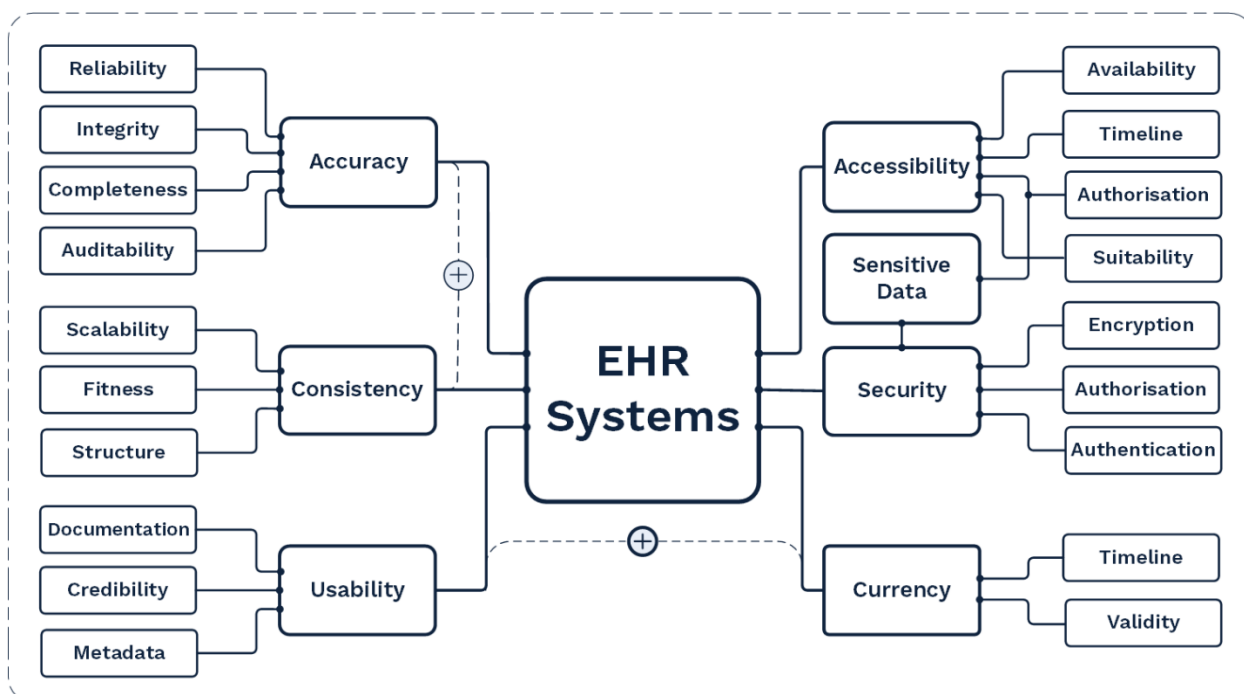 Reliability
Integrity
Completeness
Auditability
Accuracy
Scalability
Fitness
Structure
Consistency
Documentation
Credibility
Metadata
Usability
EHR
Systems
Accessibility
Availability
Timeline
Authorisation
Suitability
Sensitive
Data
Security
Encryption
Authorisation
Authentication
Currency
Timeline
Validity